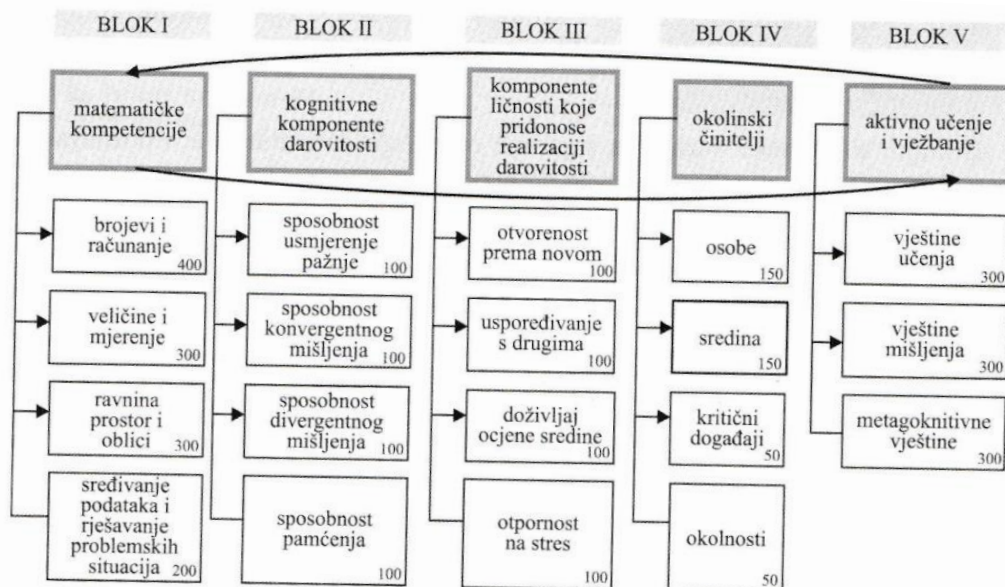 BLOK I
BLOK II
BLOK III
BLOK IV
BLOK V
matematičke
kompetencije
kognitivne
komponente
darovitosti
komponente
ličnosti koje
pridonose
realizaciji
darovitosti
okolinski
činitelji
aktivno učenje
i vježbanje
brojevi i
računanje
400
sposobnost
usmjerene
pažnje
100
otvorenost
prema novom
100
osobe
150
vještine
učenja
300
veličine i
mjerenje
300
sposobnost
konvergentnog
mišljenja
100
uspoređivanje
s drugima
100
sredina
150
vještine
mišljenja
300
ravnina
prostor i
oblici
300
sposobnost
divergentnog
mišljenja
100
doživljaj
ocjene sredine
100
kritični
događaji
50
metagoknitivne
vještine
300
sređivanje
podataka i
rješavanje
problemskih
situacija
200
sposobnost
pamćenja
100
otpornost
na stres
100
okolnosti
50